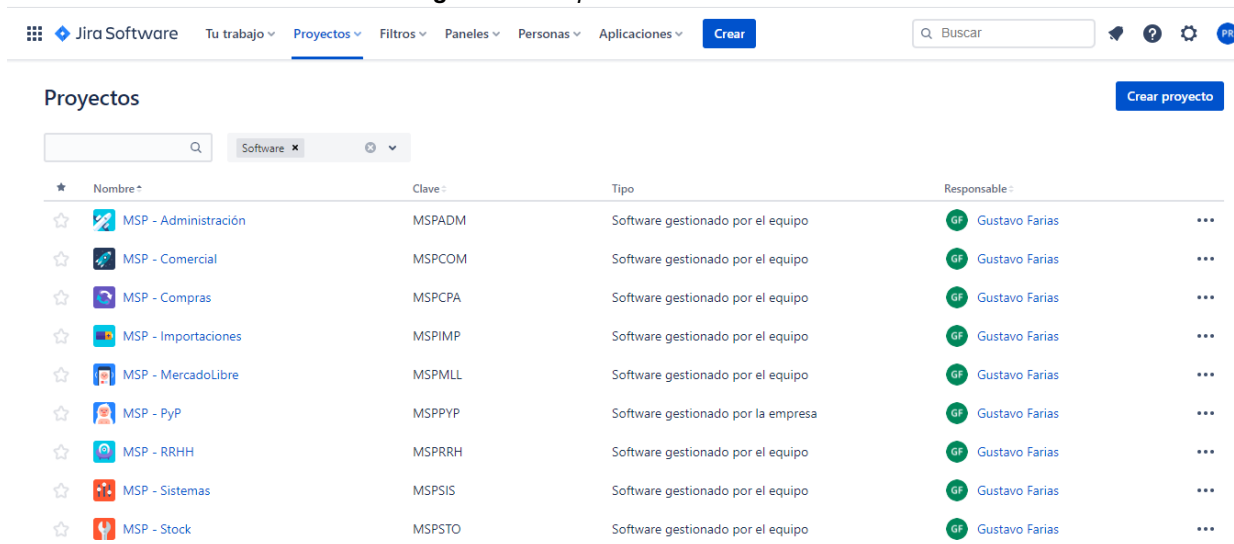 Jira Software Tu trabajo Proyectos Filtros Paneles Personas Aplicaciones Crear Buscar PR
Proyectos Crear proyecto
Software
Nombre Clave Tipo Responsable
MSP - Administración MSPADM Software gestionado por el equipo GF Gustavo Farias
MSP - Comercial MSPCOM Software gestionado por el equipo GF Gustavo Farias
MSP - Compras MSPCPA Software gestionado por el equipo GF Gustavo Farias
MSP - Importaciones MSPIMP Software gestionado por el equipo GF Gustavo Farias
MSP - MercadoLibre MSPMLL Software gestionado por el equipo GF Gustavo Farias
MSP - PyP MSPPYP Software gestionado por la empresa GF Gustavo Farias
MSP - RRHH MSPRRH Software gestionado por el equipo GF Gustavo Farias
MSP - Sistemas MSPSIS Software gestionado por el equipo GF Gustavo Farias
MSP - Stock MSPSTO Software gestionado por el equipo GF Gustavo Farias